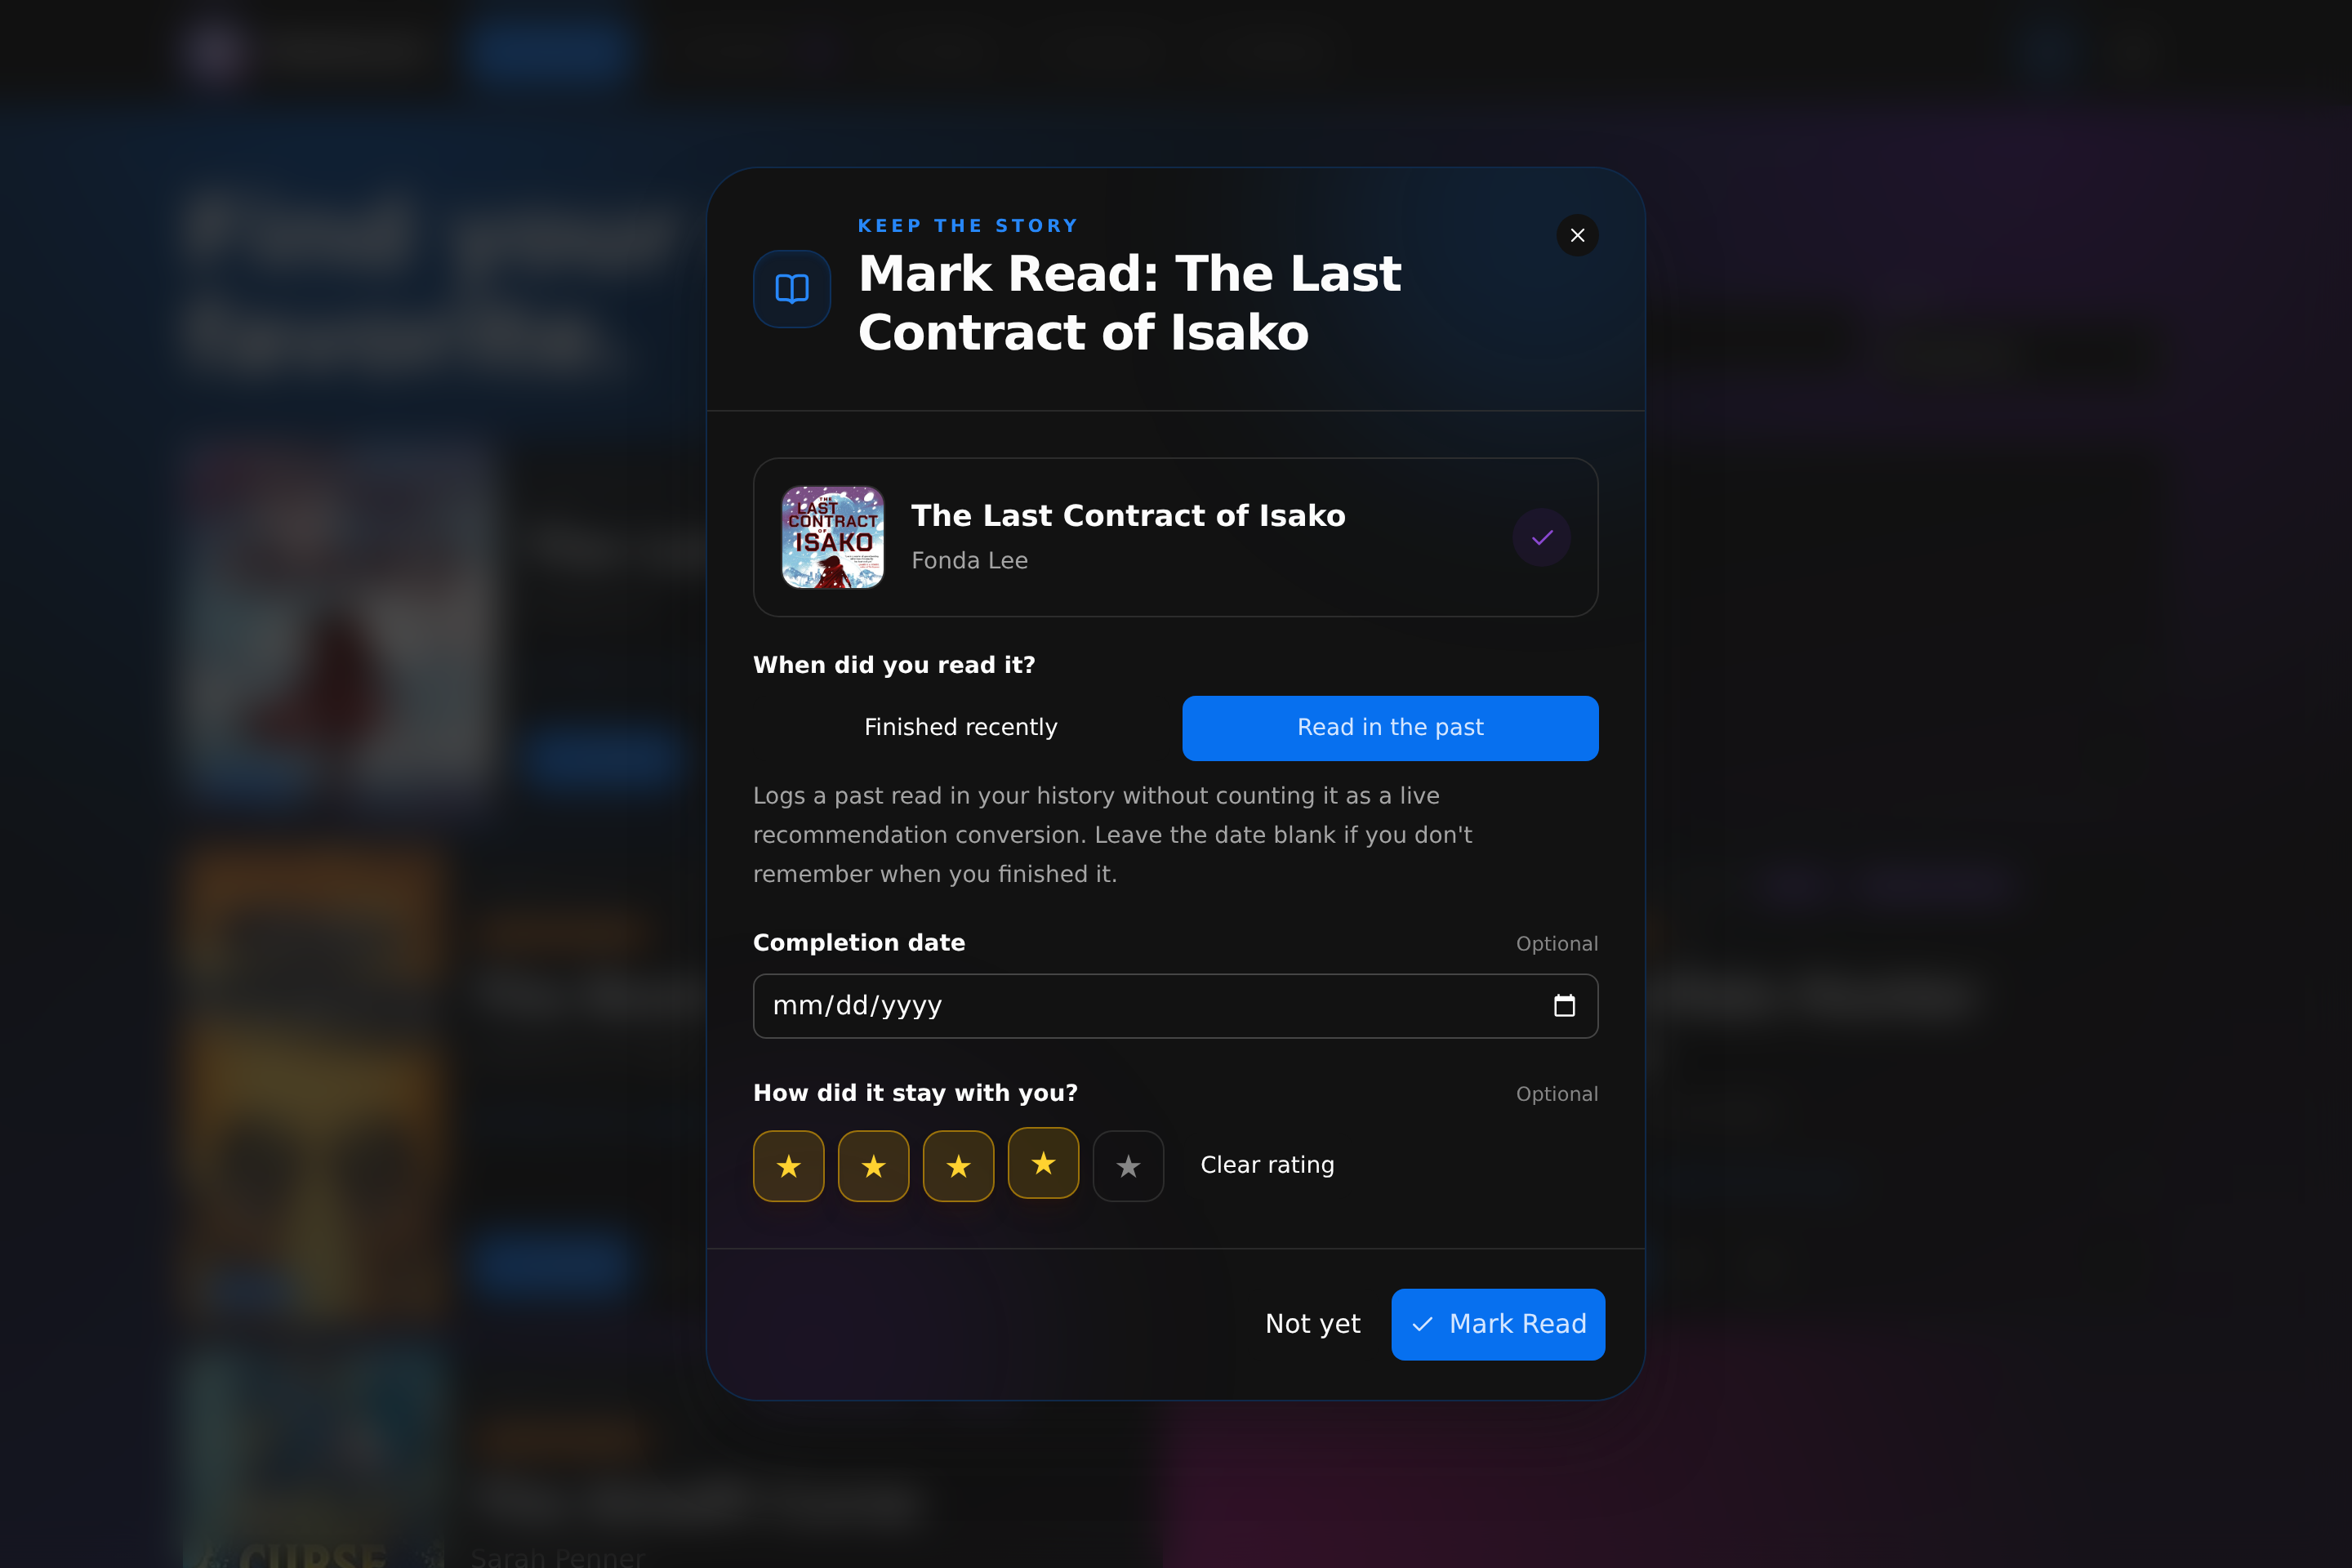 KEEP THE STORY
Mark Read: The Last
Contract of Isako
THE
LAST
CONTRACT
OF
ISAKO
The Last Contract of Isako
Fonda Lee
When did you read it?
Finished recently
Read in the past
Logs a past read in your history without counting it as a live
recommendation conversion. Leave the date blank if you don't
remember when you finished it.
Completion date
Optional
mm/dd/yyyy
How did it stay with you?
Optional
Clear rating
Not yet
Mark Read
CURSE
Sarah Penner